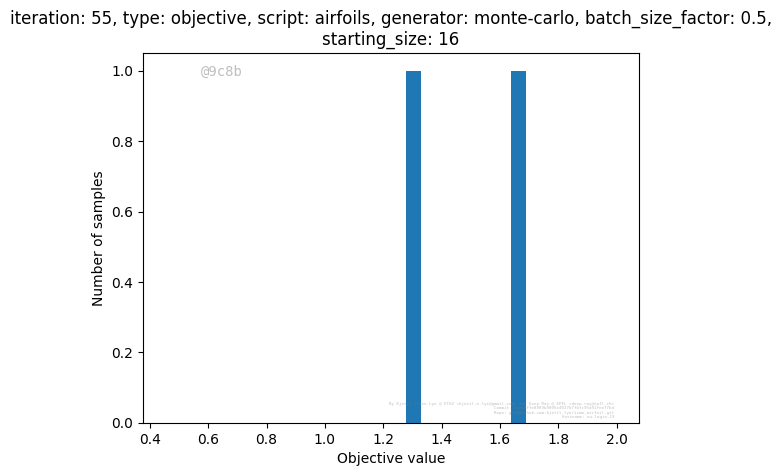 iteration: 55, type: objective, script: airfoils, generator: monte-carlo, batch_size_factor: 0.5,
starting_size: 16
@9c8b
1.0
0.8
0.6
0.4
0.2
0.0
Number of samples
0.4 0.6 0.8 1.0 1.2 1.4 1.6 1.8 2.0
Objective value